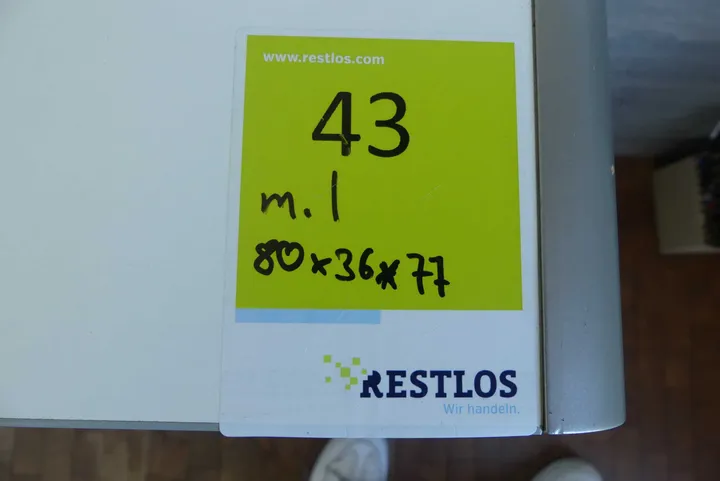 www.restlos.com
43
m. l
80x36x77
RESTLOS
Wir handeln.